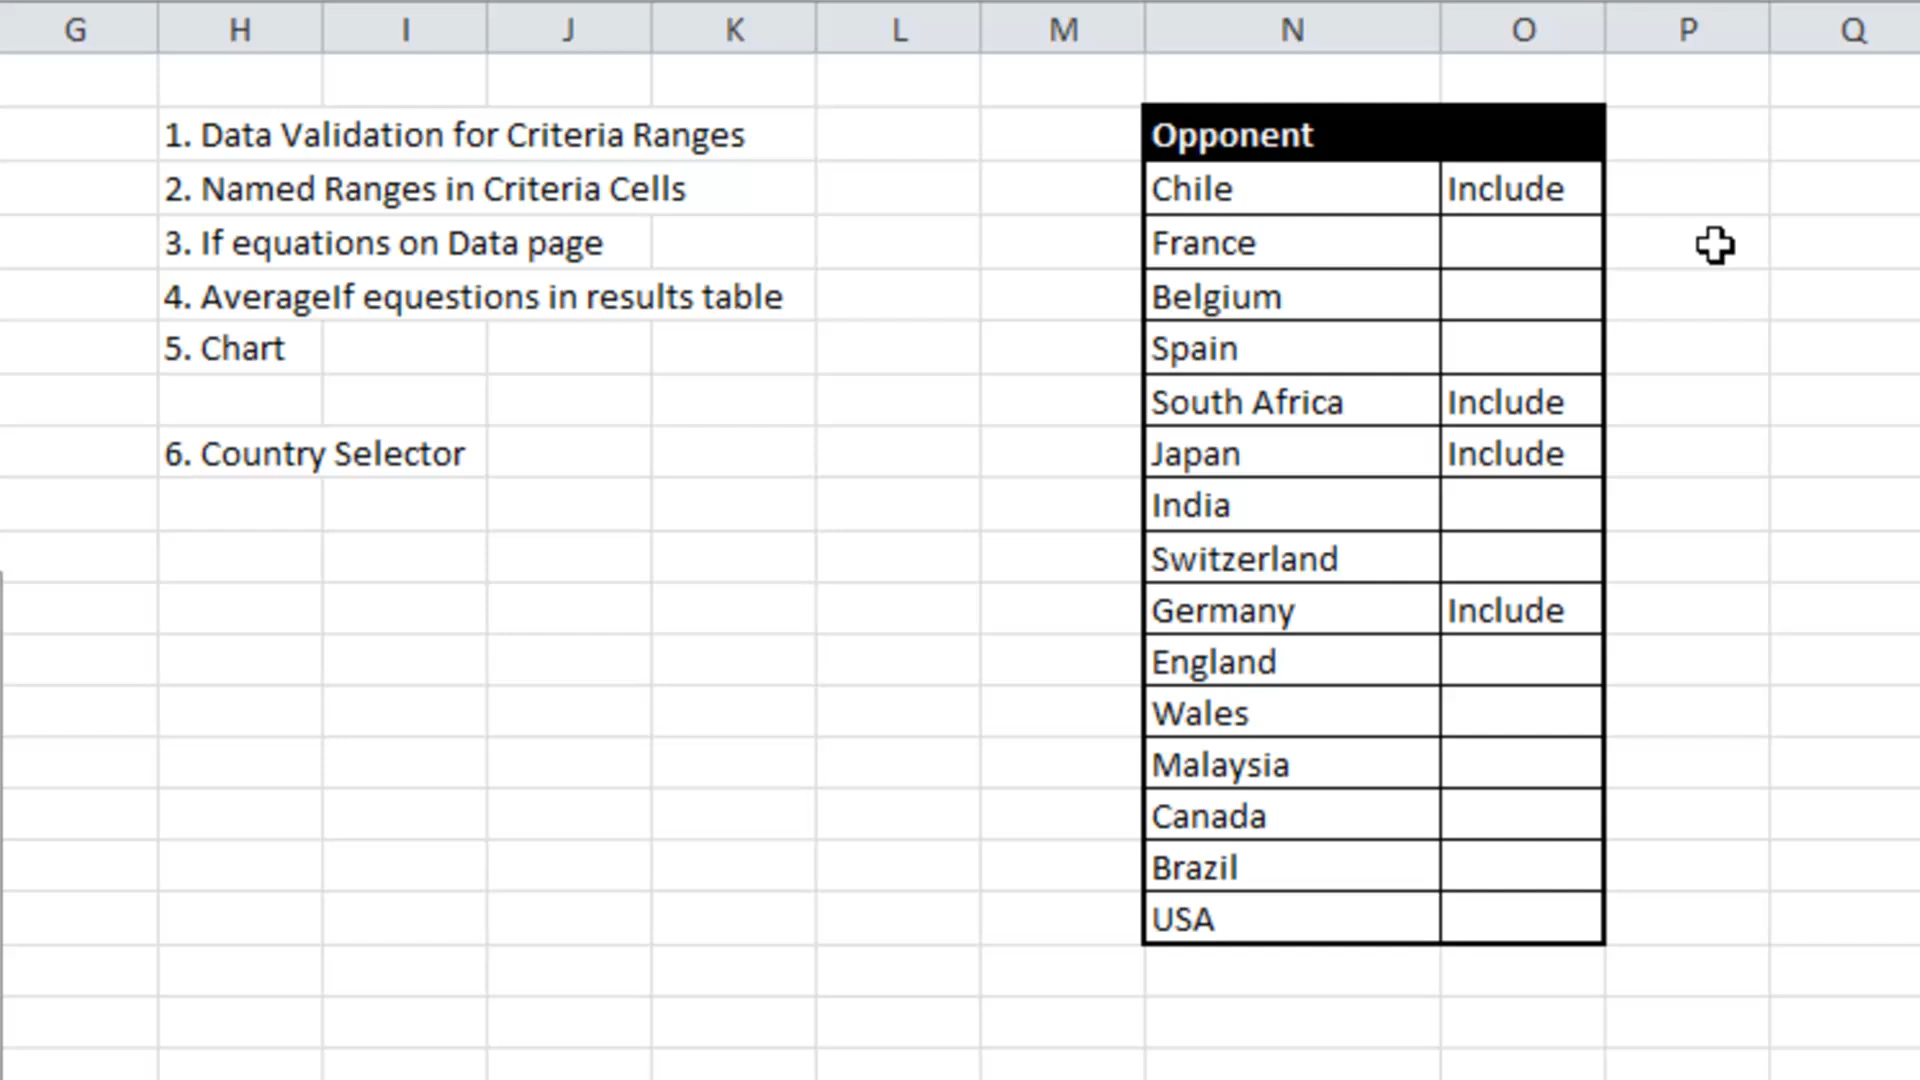 G H I J K L M N O P Q
1. Data Validation for Criteria Ranges
2. Named Ranges in Criteria Cells
3. If equations on Data page
4. AverageIf equestions in results table
5. Chart
6. Country Selector
Opponent
Chile Include
France
Belgium
Spain
South Africa Include
Japan Include
India
Switzerland
Germany Include
England
Wales
Malaysia
Canada
Brazil
USA